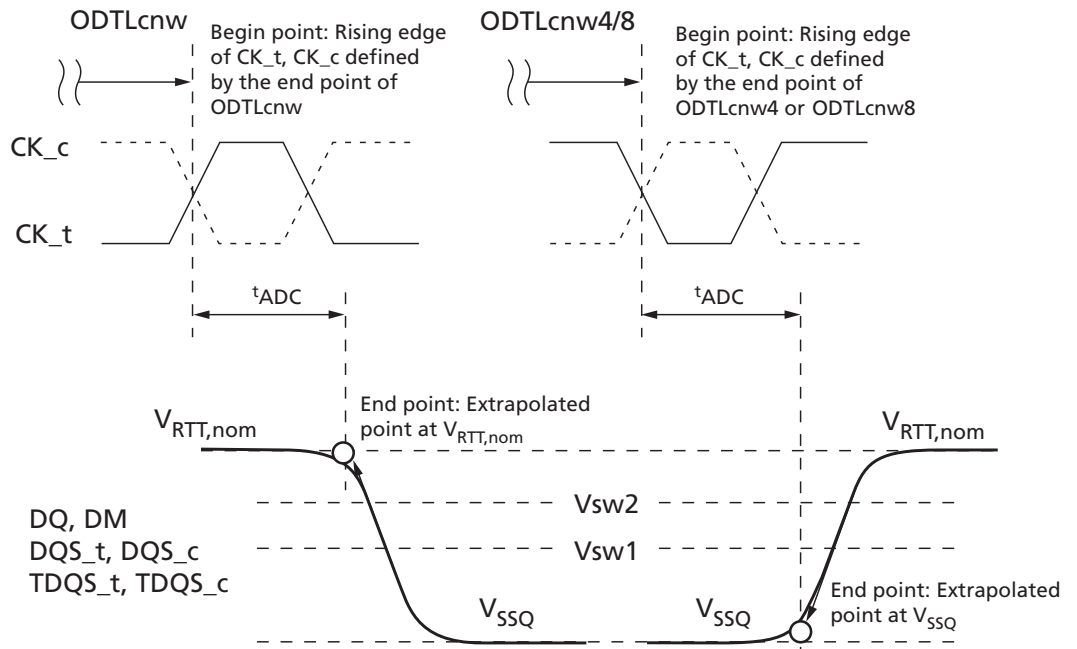 ODTLcnw
Begin point: Rising edge
of CK_t, CK_c defined
by the end point of
ODTLcnw
ODTLcnw4/8
Begin point: Rising edge
of CK_t, CK_c defined
by the end point of
ODTLcnw4 or ODTLcnw8
CK_c
CK_t
tADC
tADC
End point: Extrapolated
point at VRTT,nom
VRTT,nom
VRTT,nom
Vsw2
DQ, DM
DQS_t, DQS_c
TDQS_t, TDQS_c
Vsw1
VSSQ
VSSQ
End point: Extrapolated
point at VSSQ